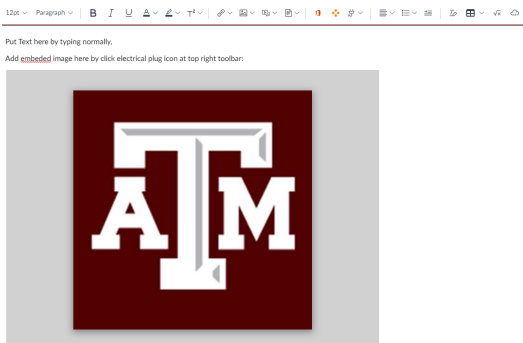 12pt Paragraph B I U A T²
Put Text here by typing normally,
Add embeded image here by click electrical plug icon at top right toolbar:
ATM